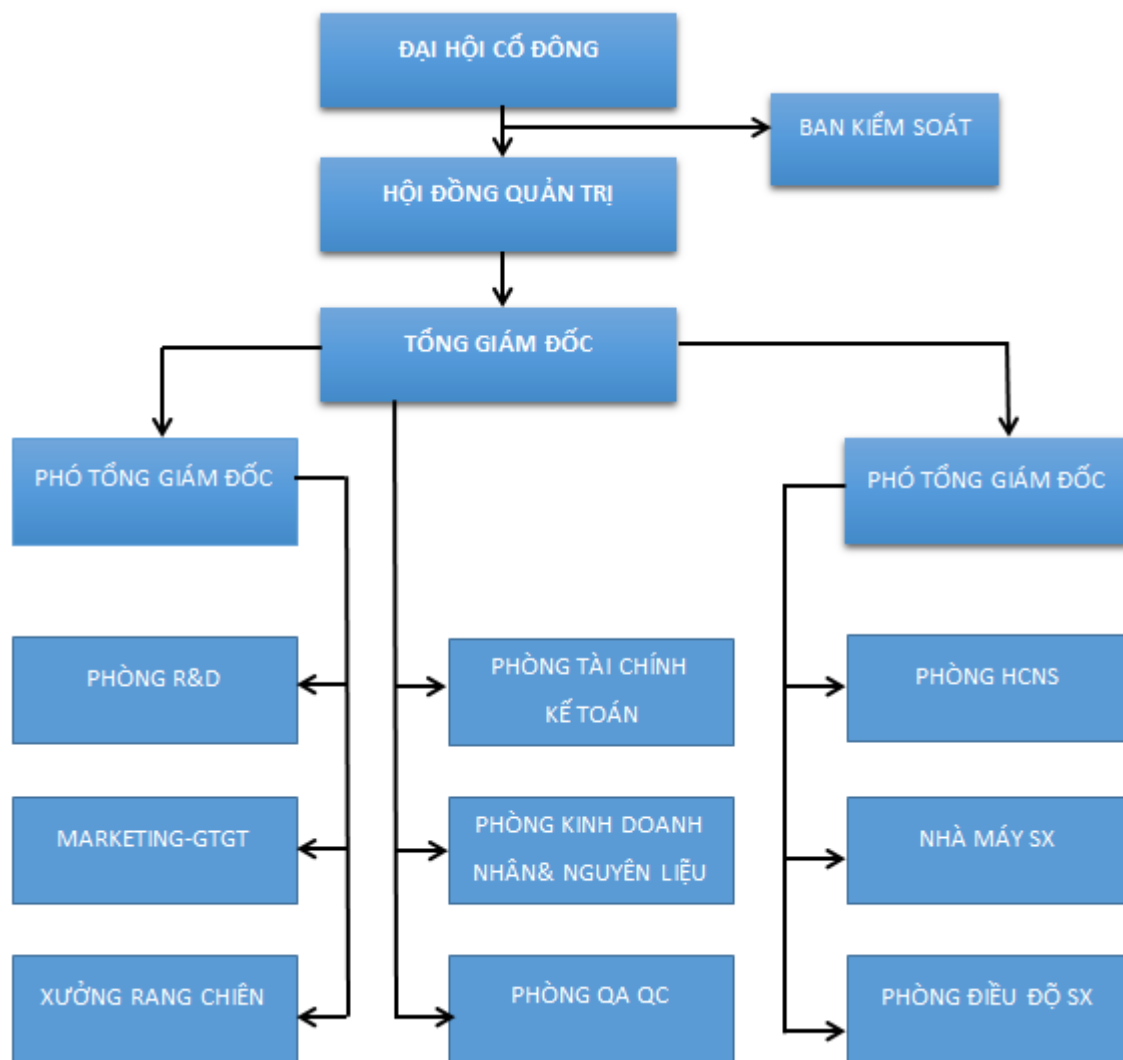 ĐẠI HỘI CỔ ĐÔNG
BAN KIỂM SOÁT
HỘI ĐỒNG QUẢN TRỊ
TỔNG GIÁM ĐỐC
PHÓ TỔNG GIÁM ĐỐC
PHÓ TỔNG GIÁM ĐỐC
PHÒNG R&D
PHÒNG TÀI CHÍNH
KẾ TOÁN
PHÒNG HCNS
MARKETING-GTGT
PHÒNG KINH DOANH
NHÂN& NGUYÊN LIỆU
NHÀ MÁY SX
XƯỞNG RANG CHIÊN
PHÒNG QA QC
PHÒNG ĐIỀU ĐỘ SX